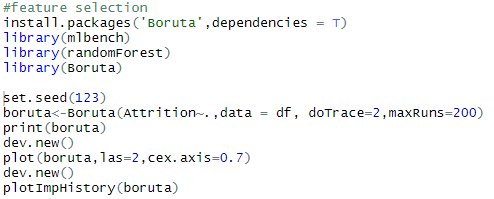 #feature selection
install.packages('Boruta',dependencies = T)
library(mlbench)
library(randomForest)
library(Boruta)
set.seed(123)
boruta<-Boruta(Attrition~.,data = df, doTrace=2,maxRuns=200)
print(boruta)
dev.new()
plot(boruta,las=2,cex.axis=0.7)
dev.new()
plotImpHistory(boruta)